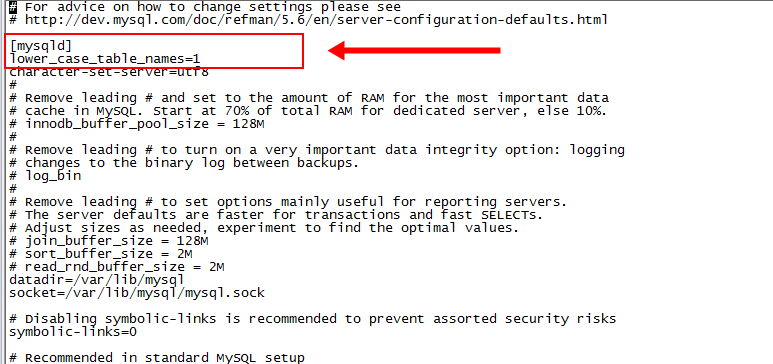 # For advice on how to change settings please see
# http://dev.mysql.com/doc/refman/5.6/en/server-configuration-defaults.html
[mysqld]
lower_case_table_names=1
character-set-server=utf8
#
# Remove leading # and set to the amount of RAM for the most important data
# cache in MySQL. Start at 70% of total RAM for dedicated server, else 10%.
# innodb_buffer_pool_size = 128M
#
# Remove leading # to turn on a very important data integrity option: logging
# changes to the binary log between backups.
# log_bin
#
# Remove leading # to set options mainly useful for reporting servers.
# The server defaults are faster for transactions and fast SELECTs.
# Adjust sizes as needed, experiment to find the optimal values.
# join_buffer_size = 128M
# sort_buffer_size = 2M
# read_rnd_buffer_size = 2M
datadir=/var/lib/mysql
socket=/var/lib/mysql/mysql.sock
# Disabling symbolic-links is recommended to prevent assorted security risks
symbolic-links=0
# Recommended in standard MySQL setup